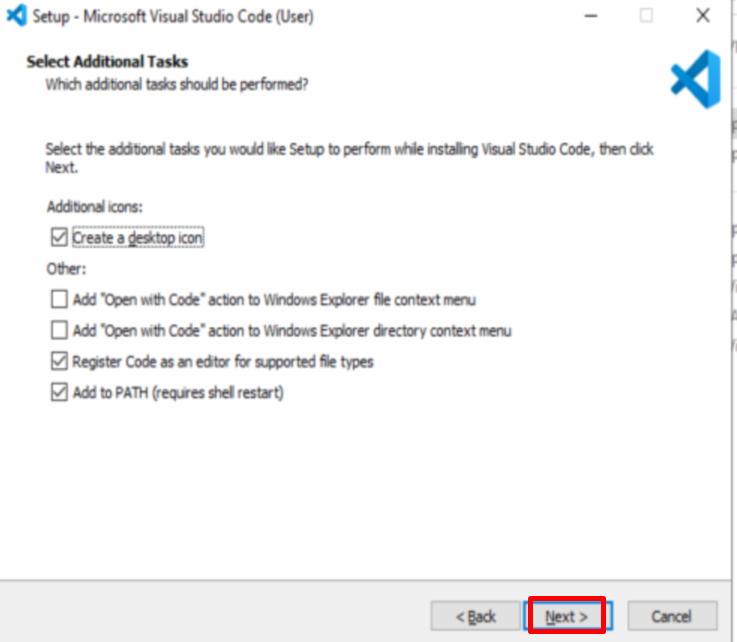 Setup - Microsoft Visual Studio Code (User)
Select Additional Tasks
Which additional tasks should be performed?
Select the additional tasks you would like Setup to perform while installing Visual Studio Code, then click
Next.
Additional icons:
Create a desktop icon
Other:
Add "Open with Code" action to Windows Explorer file context menu
Add "Open with Code" action to Windows Explorer directory context menu
Register Code as an editor for supported file types
Add to PATH (requires shell restart)
< Back Next > Cancel